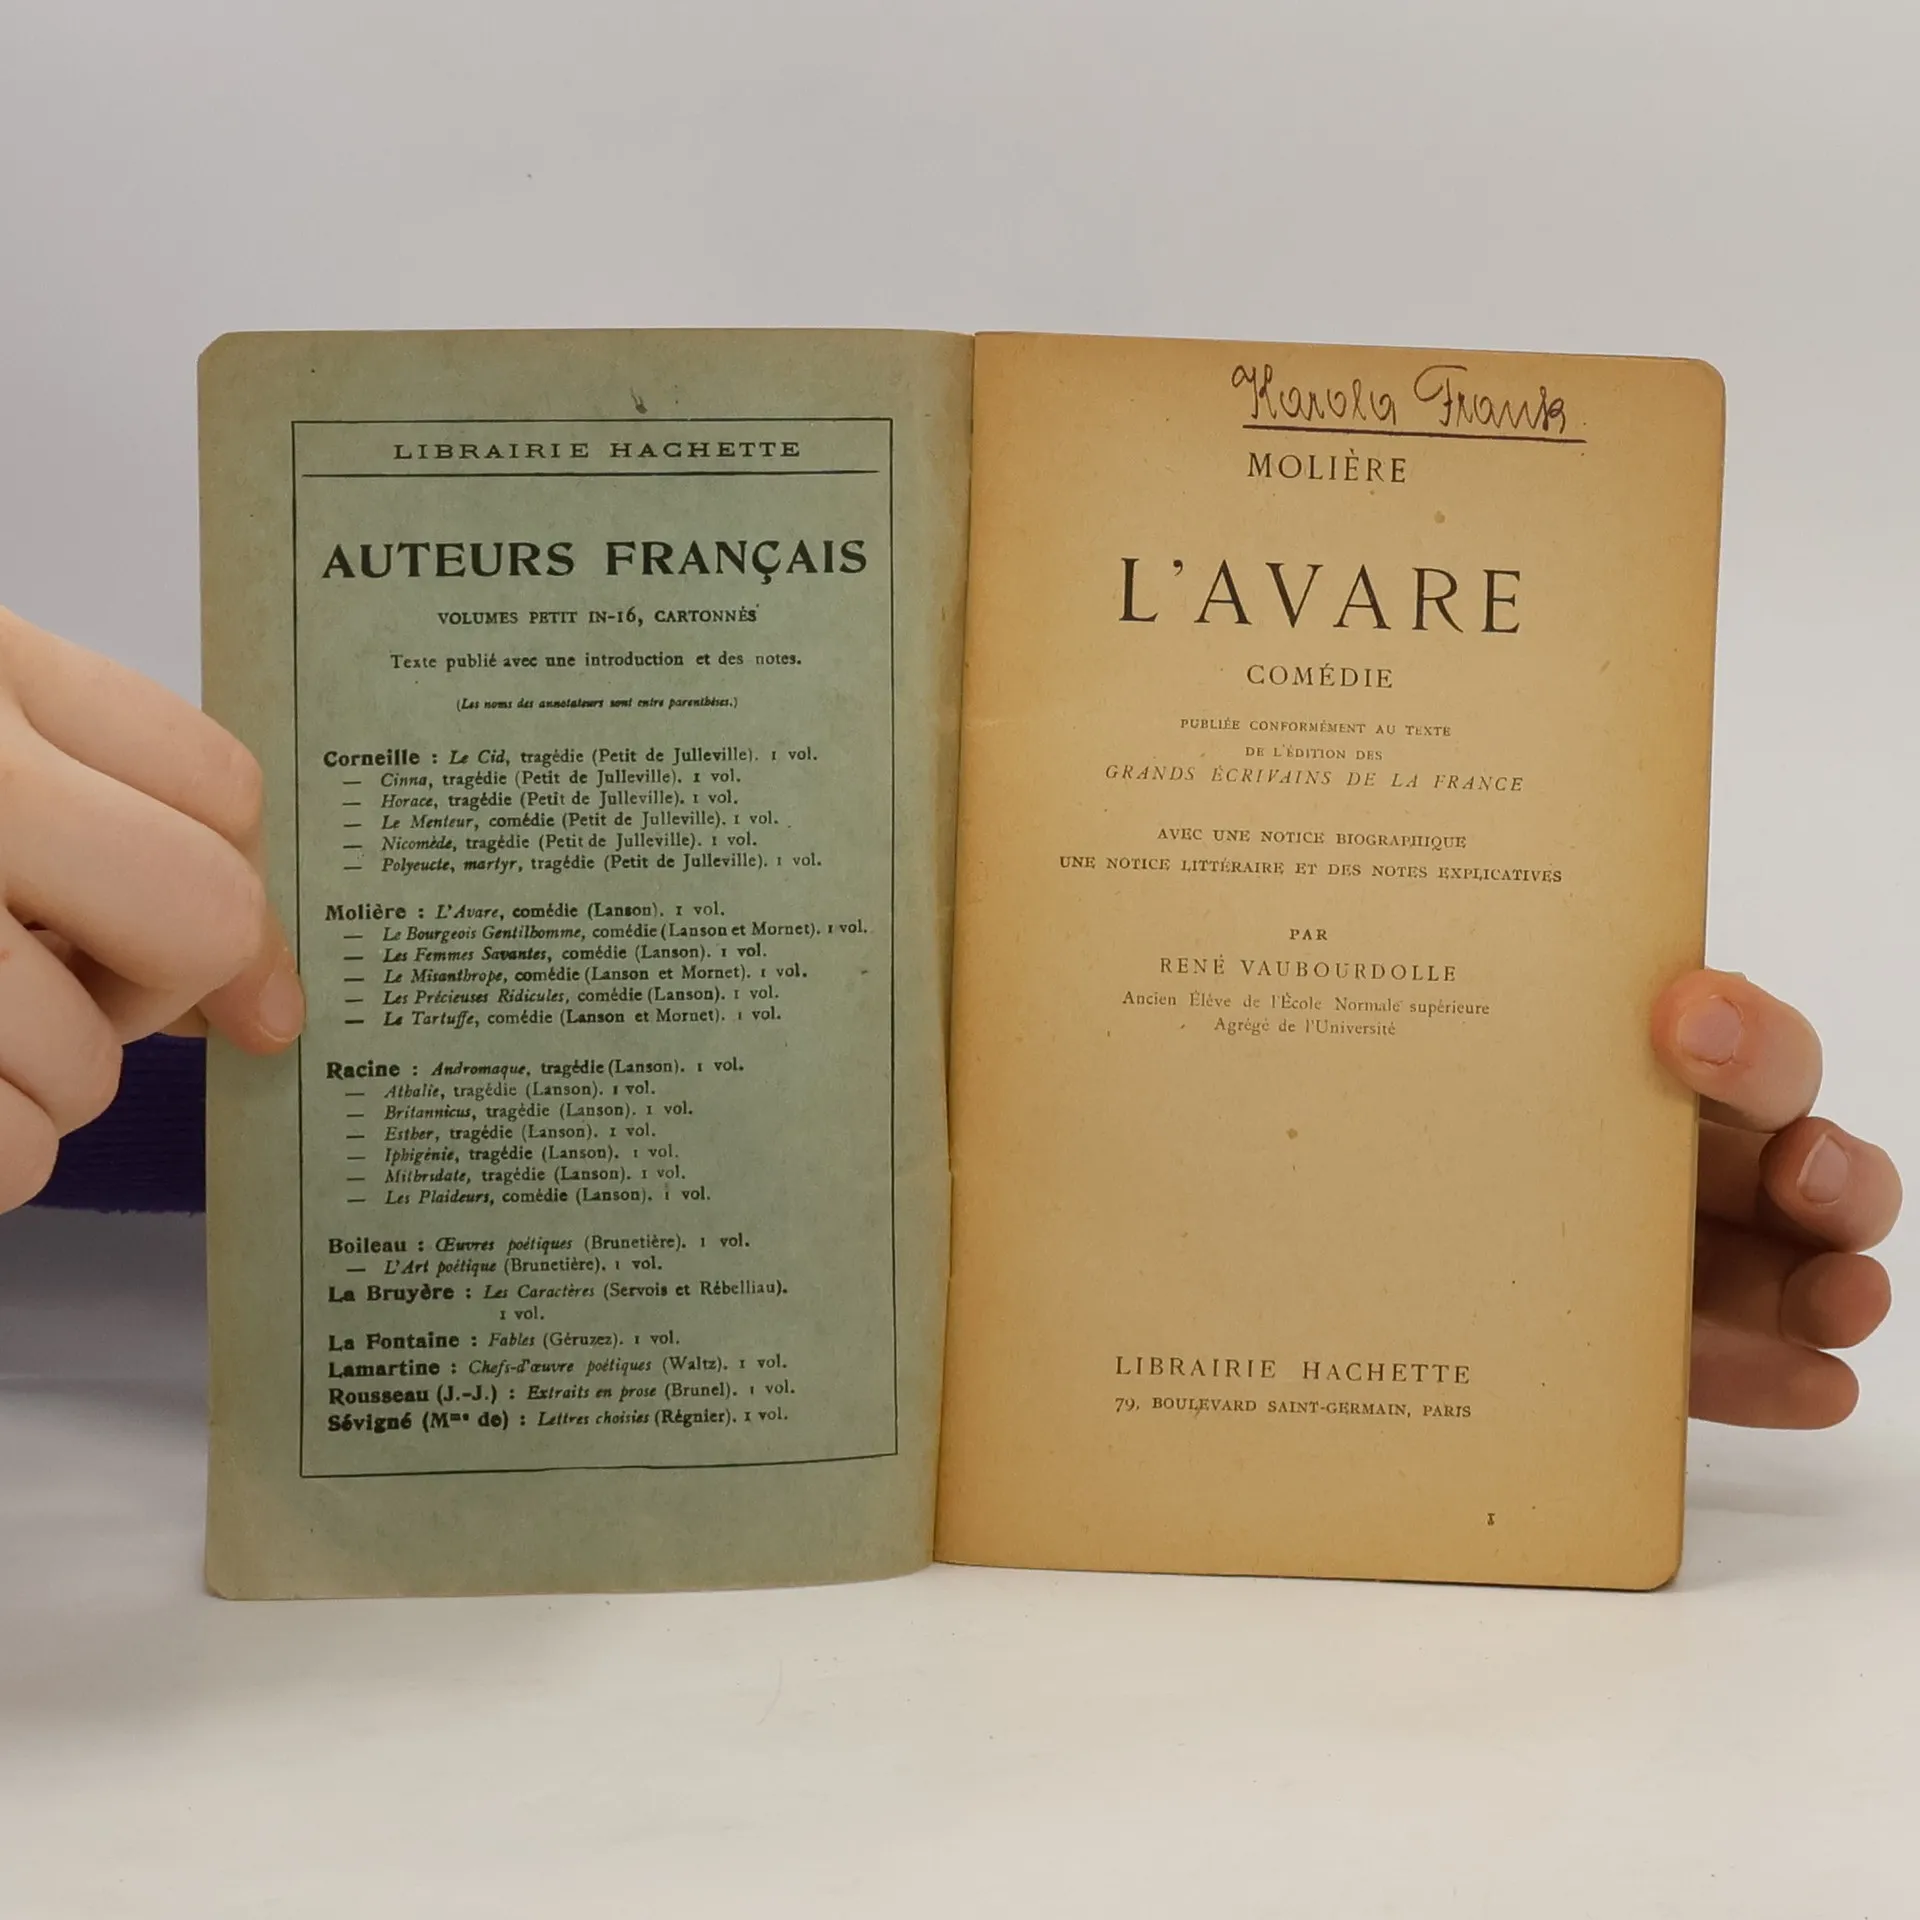 LIBRAIRIE HACHETTE
AUTEURS FRANÇAIS
VOLUMES PETIT IN-16, CARTONNÉS
Texte publié avec une introduction et des notes.
(Les noms des annotateurs sont entre parenthèses.)
Corneille : Le Cid, tragédie (Petit de Julleville). 1 vol.
— Cinna, tragédie (Petit de Julleville). 1 vol.
— Horace, tragédie (Petit de Julleville). 1 vol.
— Le Menteur, comédie (Petit de Julleville). 1 vol.
— Nicomède, tragédie (Petit de Julleville). 1 vol.
— Polyeucte, martyr, tragédie (Petit de Julleville). 1 vol.
Molière : L'Avare, comédie (Lanson). 1 vol.
— Le Bourgeois Gentilhomme, comédie (Lanson et Mornet). 1 vol.
— Les Femmes Savantes, comédie (Lanson). 1 vol.
— Le Misanthrope, comédie (Lanson et Mornet). 1 vol.
— Les Précieuses Ridicules, comédie (Lanson). 1 vol.
— Le Tartuffe, comédie (Lanson et Mornet). 1 vol.
Racine : Andromaque, tragédie (Lanson). 1 vol.
— Athalie, tragédie (Lanson). 1 vol.
— Britannicus, tragédie (Lanson). 1 vol.
— Esther, tragédie (Lanson). 1 vol.
— Iphigénie, tragédie (Lanson). 1 vol.
— Mithridate, tragédie (Lanson). 1 vol.
— Les Plaideurs, comédie (Lanson). 1 vol.
Boileau : Œuvres poétiques (Brunetière). 1 vol.
— L'Art poétique (Brunetière). 1 vol.
La Bruyère : Les Caractères (Servois et Rébelliau).
1 vol.
La Fontaine : Fables (Géruzez). 1 vol.
Lamartine : Chefs-d'œuvre poétiques (Waltz). 1 vol.
Rousseau (J.-J.) : Extraits en prose (Brunel). 1 vol.
Sévigné (Mme de) : Lettres choisies (Régnier). 1 vol.
Karola Frank
MOLIÈRE
L'AVARE
COMÉDIE
PUBLIÉE CONFORMÉMENT AU TEXTE
DE L'ÉDITION DES
GRANDS ÉCRIVAINS DE LA FRANCE
AVEC UNE NOTICE BIOGRAPHIQUE
UNE NOTICE LITTÉRAIRE ET DES NOTES EXPLICATIVES
PAR
RENÉ VAUBOURDOLLE
Ancien Élève de l'École Normale supérieure
Agrégé de l'Université
LIBRAIRIE HACHETTE
79, BOULEVARD SAINT-GERMAIN, PARIS